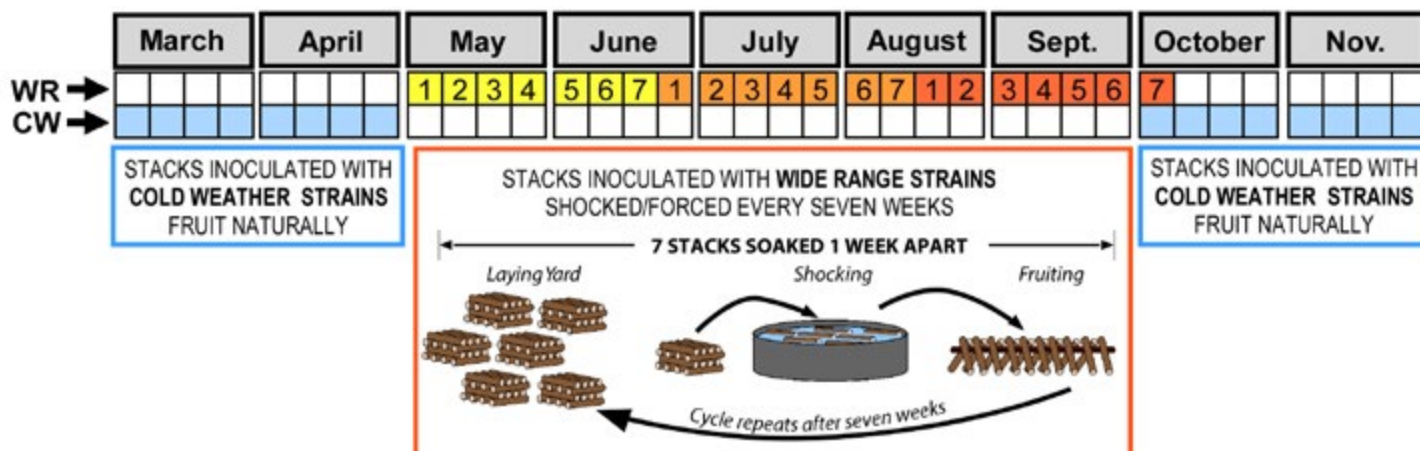 March April May June July August Sept. October Nov.
WR 1 2 3 4 5 6 7 1 2 3 4 5 6 7 1 2 3 4 5 6 7
CW
STACKS INOCULATED WITH
COLD WEATHER STRAINS
FRUIT NATURALLY
STACKS INOCULATED WITH WIDE RANGE STRAINS
SHOCKED/FORCED EVERY SEVEN WEEKS
7 STACKS SOAKED 1 WEEK APART
Laying Yard Shocking Fruiting
Cycle repeats after seven weeks
STACKS INOCULATED WITH
COLD WEATHER STRAINS
FRUIT NATURALLY